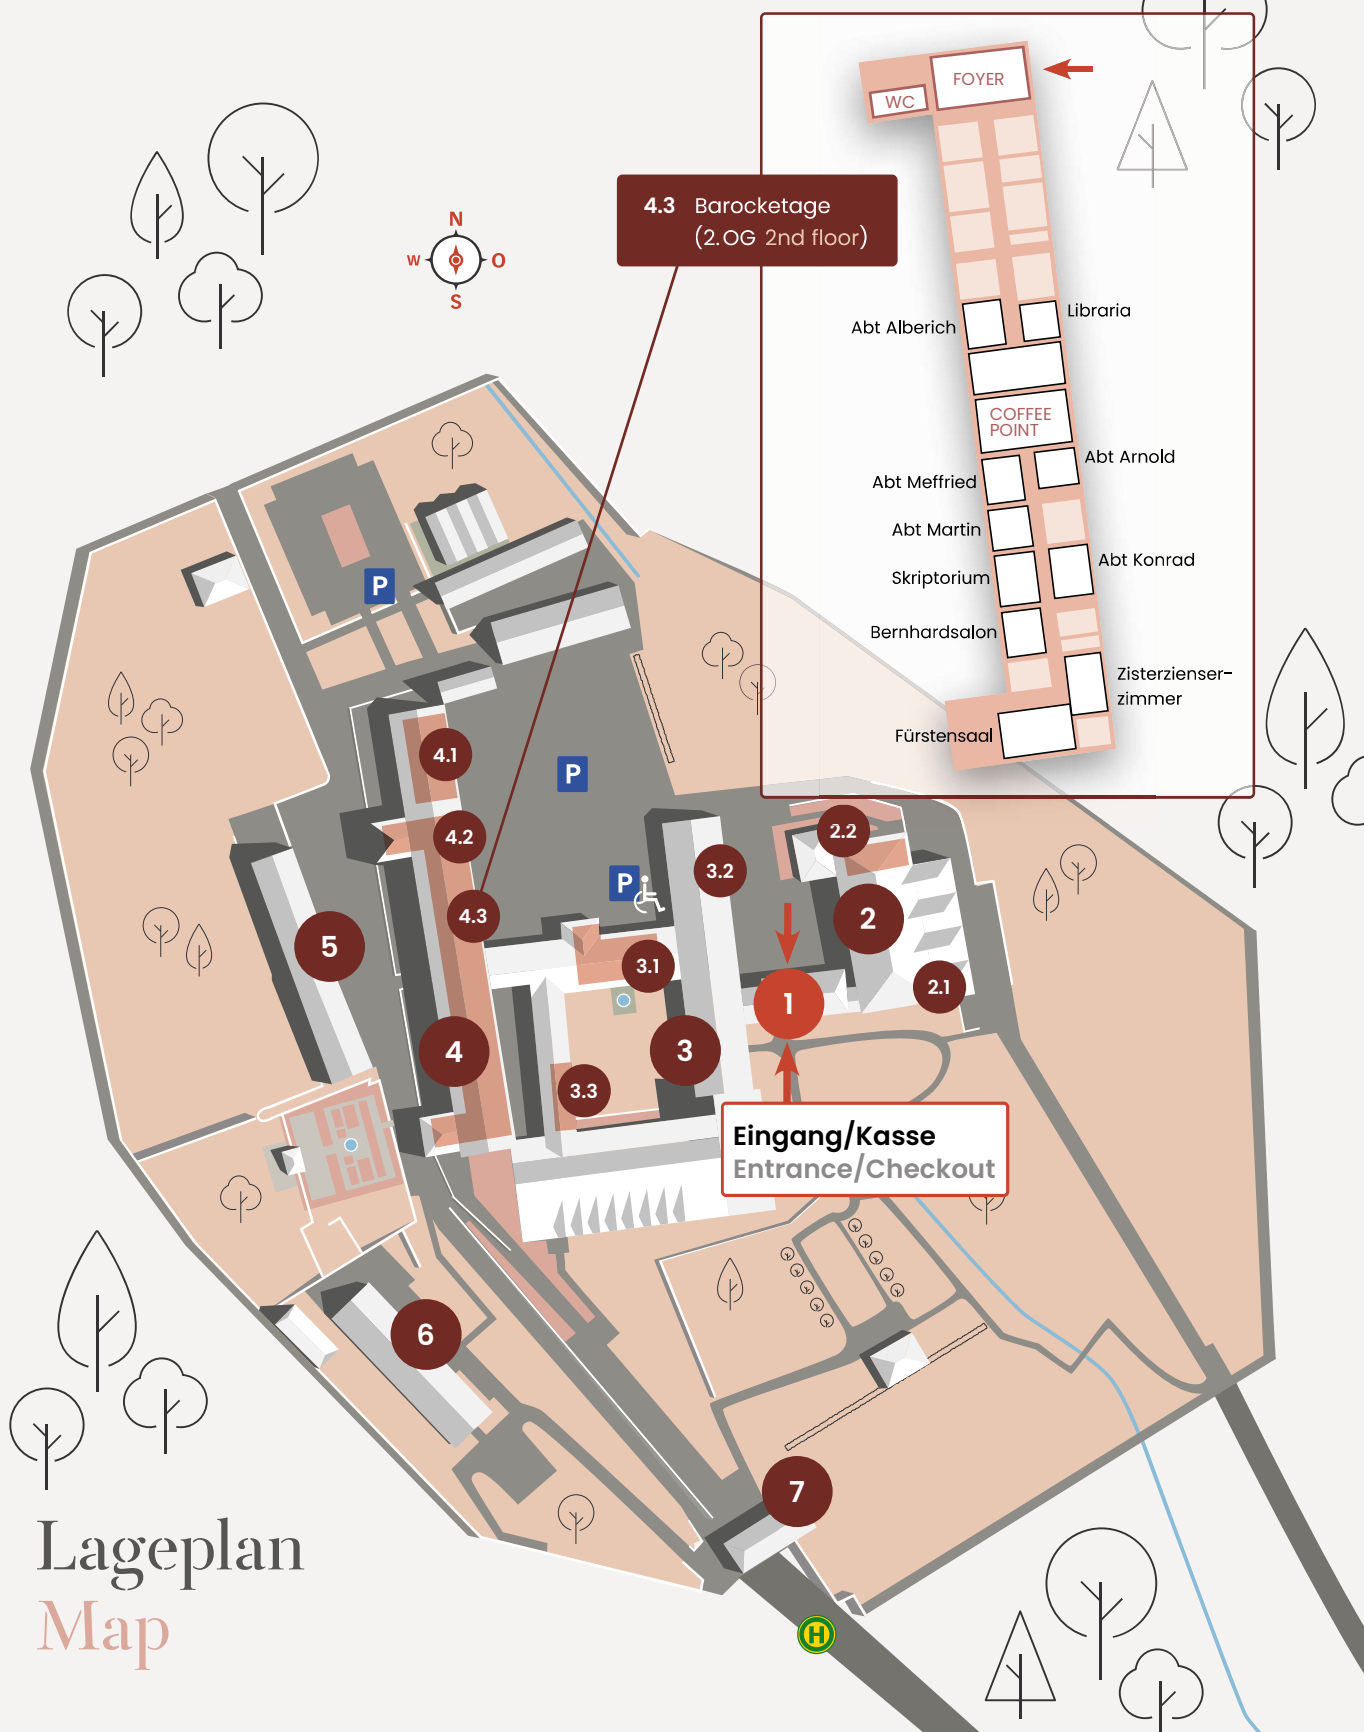 FOYER
WC
4.3 Barocketage
(2.OG 2nd floor)
N
W
O
S
Libraria
Abt Alberich
COFFEE
POINT
Abt Arnold
Abt Meffried
Abt Martin
Abt Konrad
Skriptorium
Bernhardsalon
Zisterzienser-
zimmer
Fürstensaal
P
4.1
P
4.2
2.2
3.2
P
4.3
2
5
3.1
2.1
1
4
3
3.3
Eingang/Kasse
Entrance/Checkout
6
7
Lageplan
Map
H